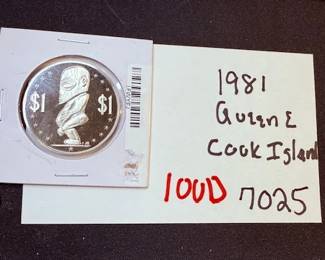 $1 $1
1981
Queen E
Cook Island
100D 7025